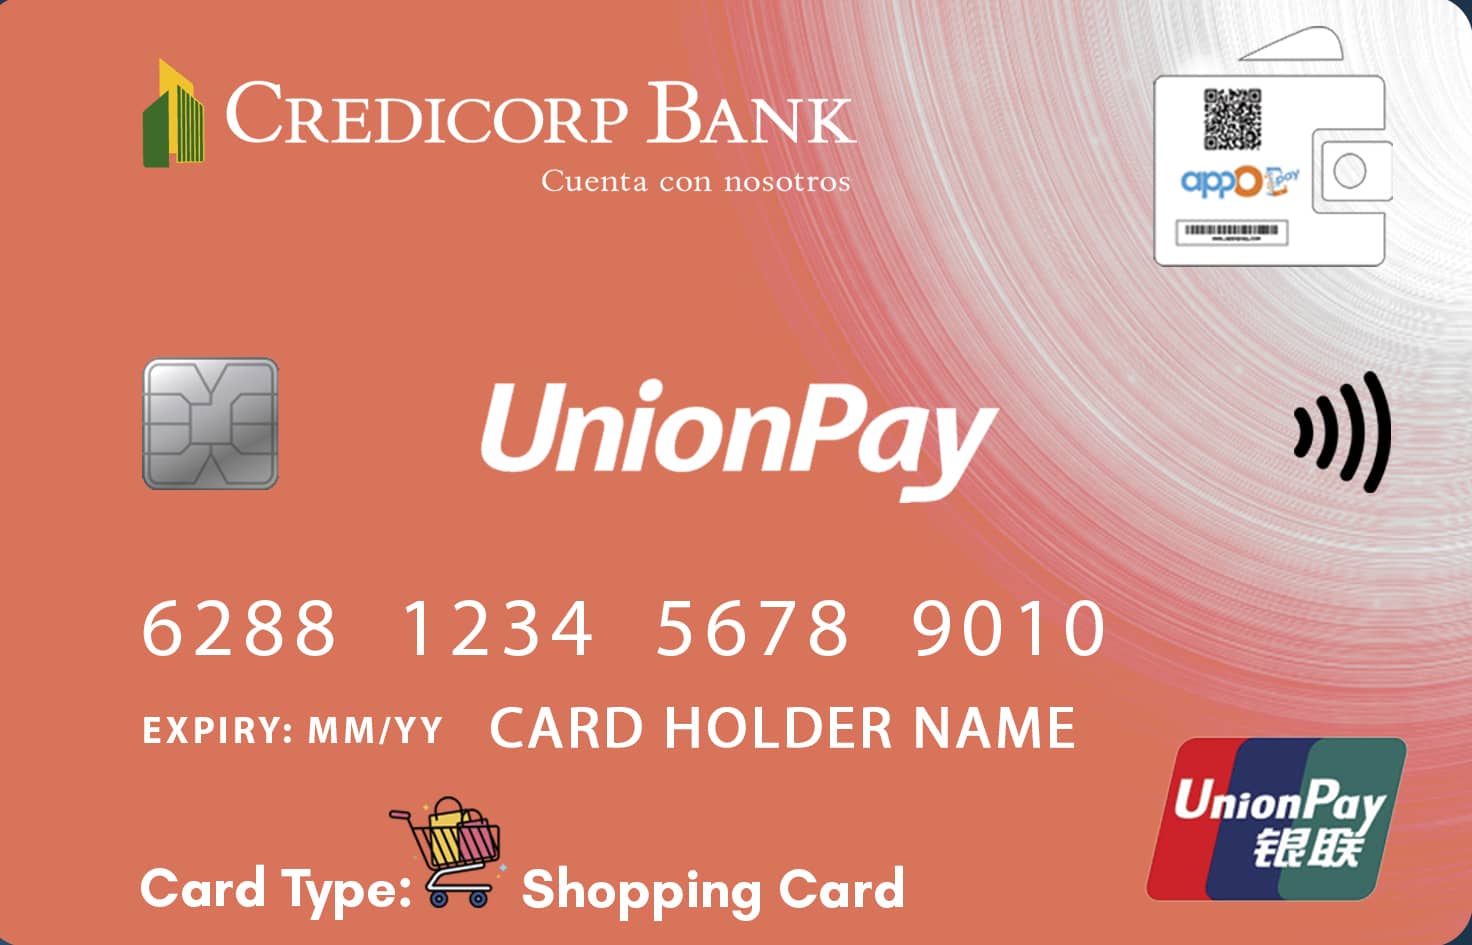 CREDICORP BANK
Cuenta con nosotros
appO pay
UnionPay
6288 1234 5678 9010
EXPIRY: MM/YY CARD HOLDER NAME
Card Type: Shopping Card
UnionPay
银联